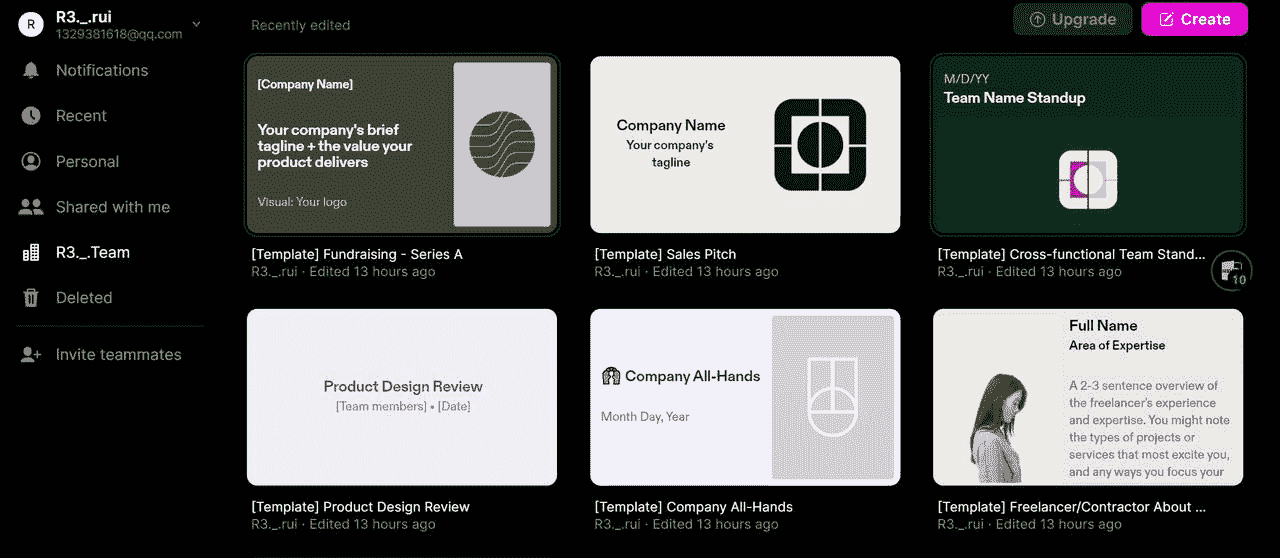 R
R3._.rui
1329381618@qq.com
Notifications
Recent
Personal
Shared with me
R3._.Team
Deleted
Invite teammates
Recently edited
Upgrade
Create
[Company Name]
Your company's brief
tagline + the value your
product delivers
Visual: Your logo
[Template] Fundraising - Series A
R3._.rui · Edited 13 hours ago
Company Name
Your company's
tagline
[Template] Sales Pitch
R3._.rui · Edited 13 hours ago
M/D/YY
Team Name Standup
[Template] Cross-functional Team Stand...
R3._.rui · Edited 13 hours ago
10
Product Design Review
[Team members] • [Date]
[Template] Product Design Review
R3._.rui · Edited 13 hours ago
Company All-Hands
Month Day, Year
[Template] Company All-Hands
R3._.rui · Edited 13 hours ago
Full Name
Area of Expertise
A 2-3 sentence overview of
the freelancer's experience
and expertise. You might note
the types of projects or
services that most excite you,
and any ways you focus your
[Template] Freelancer/Contractor About ...
R3._.rui · Edited 13 hours ago